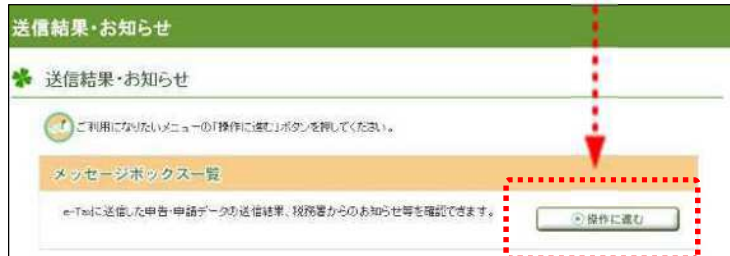 送信結果・お知らせ
送信結果・お知らせ
ご利用になりたいメニューの「操作に進む」ボタンを押してください。
メッセージボックス一覧
e-Taxに送信した申告・申請データの送信結果、税務署からのお知らせ等を確認できます。
操作に進む